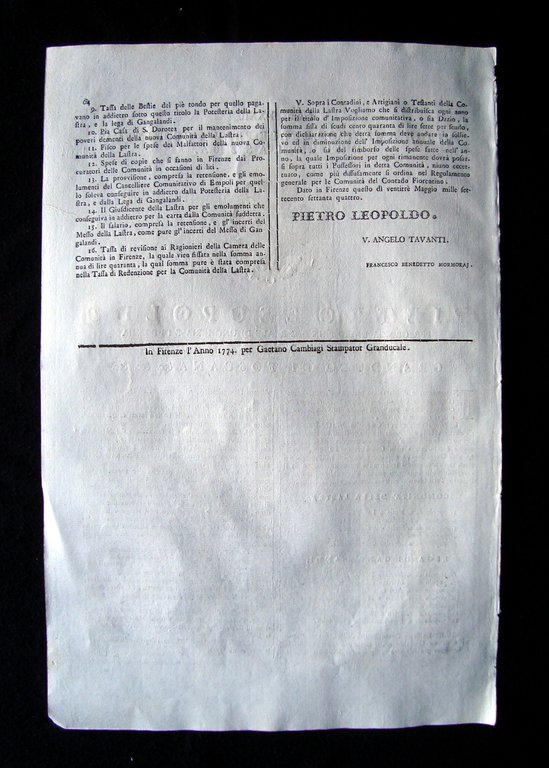 64
9. Tassa delle Bestie del piè tondo per quello paga-
vano in addietro sotto questo titolo la Potesteria della La-
stra, e la lega di Gangalandi.
10. Pia Casa di S. Dorotea per il mantenimento dei
poveri dementi della nuova Comunità della Lastra.
11. Fisco per le spese dei Malfattori della nuova Co-
munità della Lastra.
12. Spese di copie che si fanno in Firenze dai Pro-
curatori delle Comunità in occasioni di lei.
13. La provvisione, compresa la retensione, e gli emo-
lumenti del Cancelliere Comunitativo di Empoli per quel-
lo soleva conseguire in addietro dalla Potesteria della La-
stra, e dalla Lega di Gangalandi.
14. Il Giusdicente della Lastra per gli emolumenti che
conseguiva in addietro per la carta dalla Comunità suddetta.
15. Il salario, compresa la retensione, e gl' incerti del
Messo della Lastra, come pure gl' incerti del Messo di Gan
galandi.
16. Tassa di revisione ai Ragionieri della Camera delle
Comunità in Firenze, la quale vien fissata nella somma an-
nua di lire quaranta, la qual somma pure è stata compresa
nella Tassa di Redenzione per la Comunità della Lastra.
V. Sopra i Contadini, e Artigiani o Testanti della Co-
munità dalla Lastra Vogliamo che si distribuisca ogni anno
per il titolo d' Imposizione comunitativa, o sia Dazio, la
somma fissa di scudi cento quaranta di lire sette per scudo,
con dichiarazione che detta somma deve andare in sollie-
vo ed in diminuzione dell' Imposizione annuale della Co-
munità, o sia del rimborso delle spese fatte nell' an-
no, la quale Imposizione per ogni rimanente dovrà posar-
si sopra tutti i Possessori in detta Comunità, niuno eccet-
tuato, come più diffusamente si ordina nel Regolamento
generale per le Comunità del Contado Fiorentino.
Dato in Firenze questo dì ventitrè Maggio mille set-
tecento settanta quattro.
PIETRO LEOPOLDO.
V. ANGELO TAVANTI.
FRANCESCO BENEDETTO MORMORAJ.
In Firenze l' Anno 1774. per Gaetano Cambiagi Stampator Granducale.